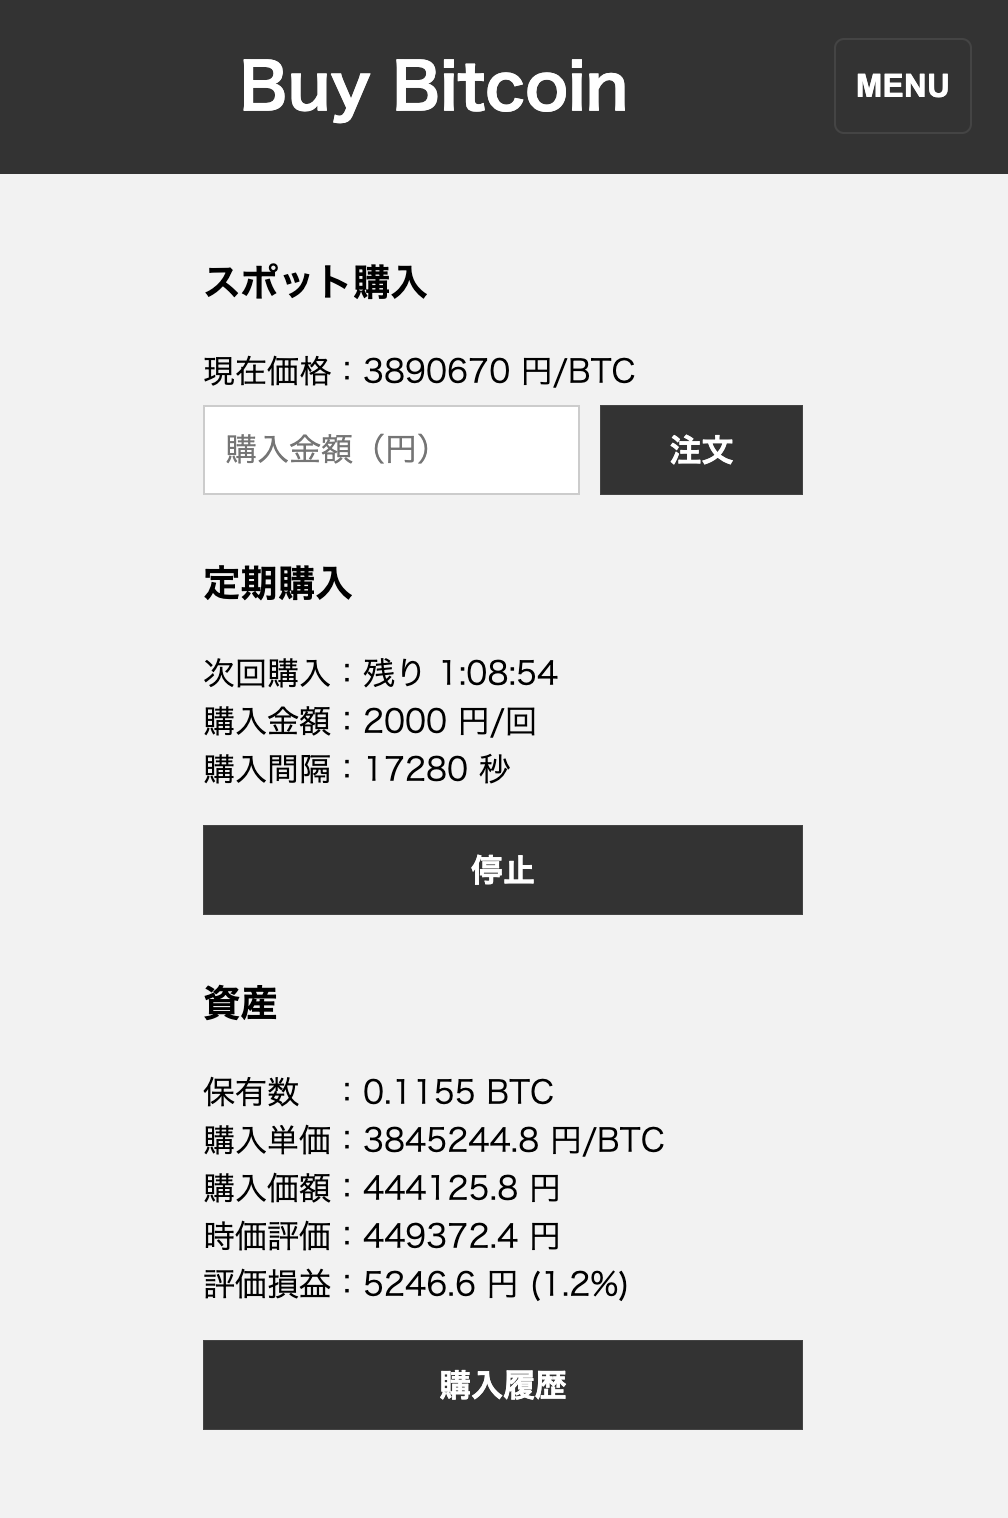 Buy Bitcoin
MENU
スポット購入
現在価格：3890670 円/BTC
購入金額（円）
注文
定期購入
次回購入：残り 1:08:54
購入金額：2000 円/回
購入間隔：17280 秒
停止
資産
保有数　：0.1155 BTC
購入単価：3845244.8 円/BTC
購入価額：444125.8 円
時価評価：449372.4 円
評価損益：5246.6 円 (1.2%)
購入履歴